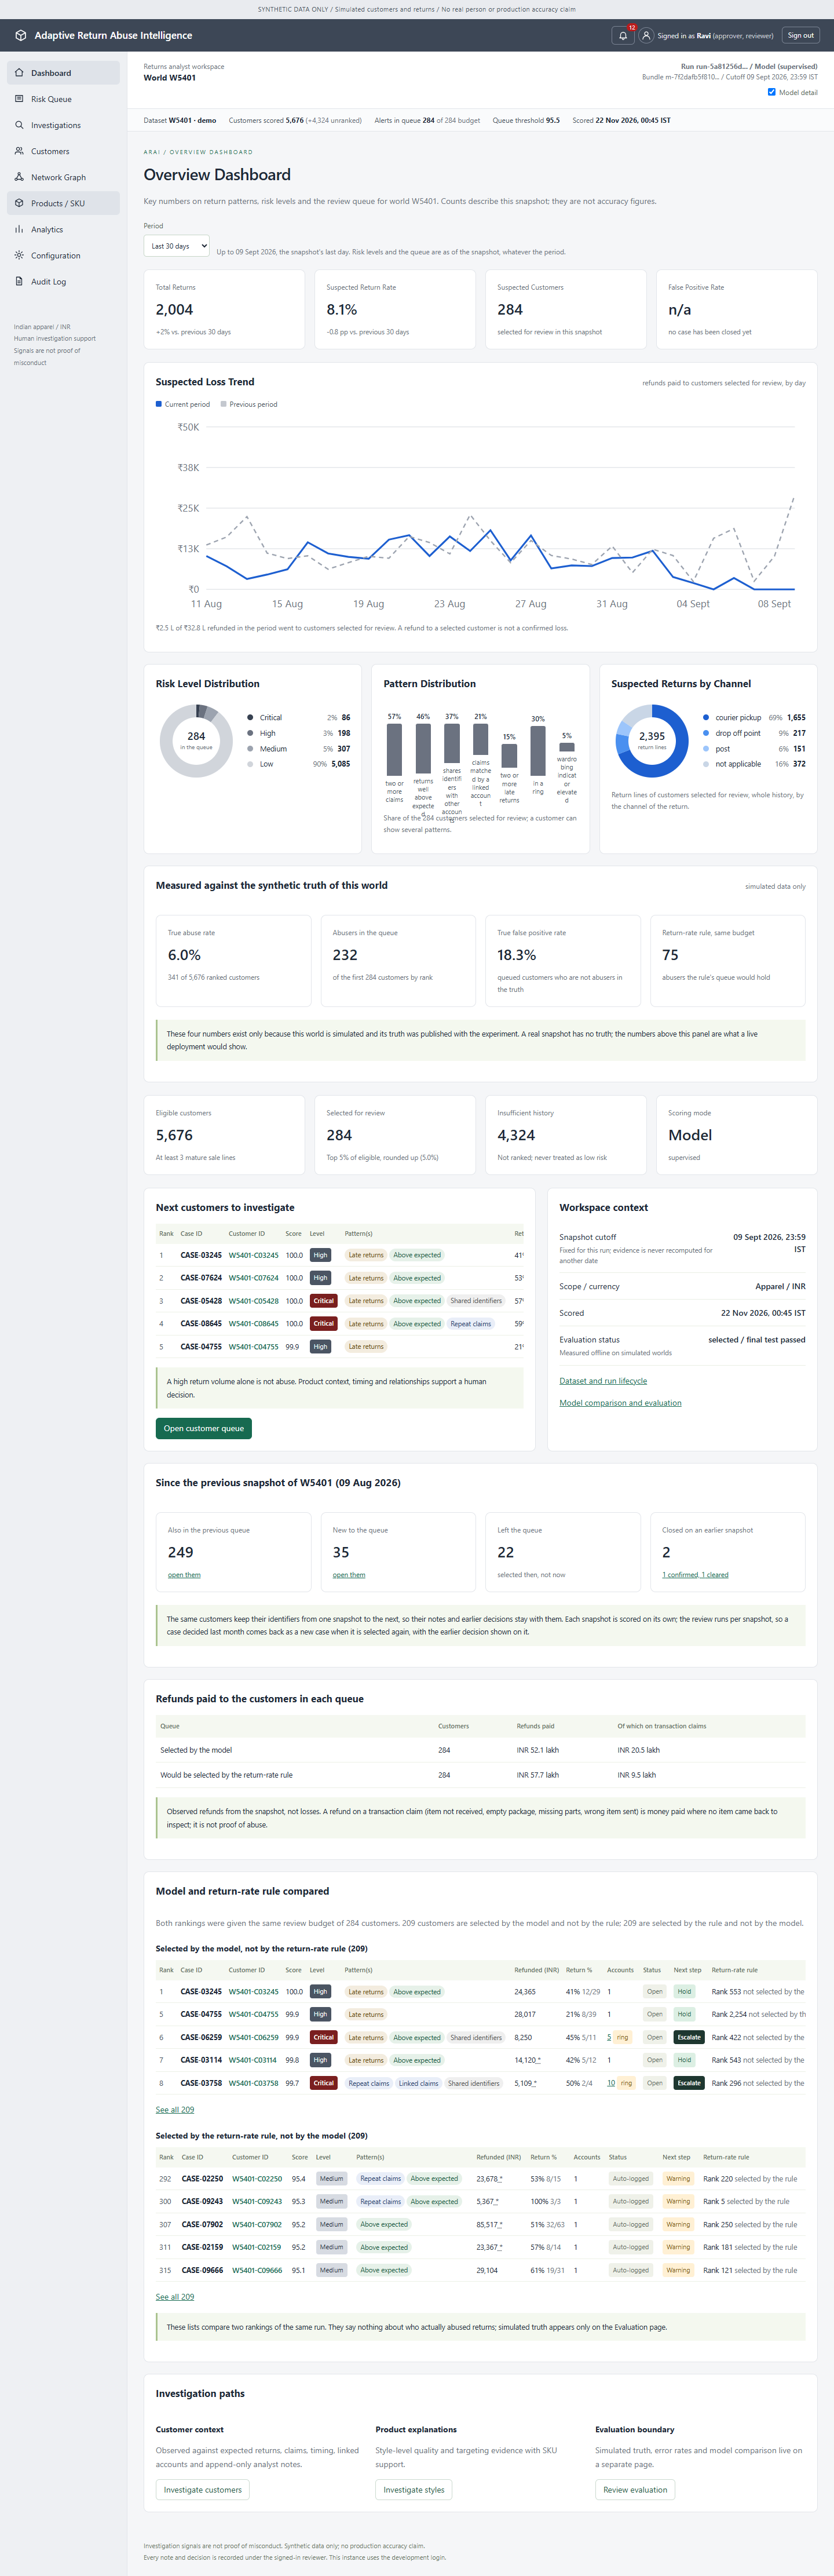 SYNTHETIC DATA ONLY / Simulated customers and returns / No real person or production accuracy claim
Adaptive Return Abuse Intelligence
12
Signed in as Ravi (approver, reviewer)
Sign out
Dashboard
Risk Queue
Investigations
Customers
Network Graph
Products / SKU
Analytics
Configuration
Audit Log
Indian apparel / INR
Human investigation support
Signals are not proof of
misconduct
Returns analyst workspace
World W5401
Run run-5a81256d... / Model (supervised)
Bundle m-7f2dafb5f810... / Cutoff 09 Sept 2026, 23:59 IST
Model detail
Dataset W5401 - demo Customers scored 5,676 (+4,324 unranked) Alerts in queue 284 of 284 budget Queue threshold 95.5 Scored 22 Nov 2026, 00:45 IST
ARAI / OVERVIEW DASHBOARD
Overview Dashboard
Key numbers on return patterns, risk levels and the review queue for world W5401. Counts describe this snapshot; they are not accuracy figures.
Period
Last 30 days
Up to 09 Sept 2026, the snapshot's last day. Risk levels and the queue are as of the snapshot, whatever the period.
Total Returns
2,004
+2% vs. previous 30 days
Suspected Return Rate
8.1%
-0.8 pp vs. previous 30 days
Suspected Customers
284
selected for review in this snapshot
False Positive Rate
n/a
no case has been closed yet
Suspected Loss Trend
refunds paid to customers selected for review, by day
Current period Previous period
₹50K
₹38K
₹25K
₹13K
₹0
11 Aug 15 Aug 19 Aug 23 Aug 27 Aug 31 Aug 04 Sept 08 Sept
₹2.5 L of ₹32.8 L refunded in the period went to customers selected for review. A refund to a selected customer is not a confirmed loss.
Risk Level Distribution
284
in the queue
Critical 2% 86
High 3% 198
Medium 5% 307
Low 90% 5,085
Pattern Distribution
57%
two or
more
claims
46%
returns
well
above
expecte
d
37%
shares
identifi
ers
with
other
accoun
ts
21%
claims
matche
d by a
linked
accoun
t
15%
two or
more
late
returns
30%
in a
ring
5%
wardro
bing
indicat
or
elevate
d
Share of the 284 customers selected for review; a customer can
show several patterns.
Suspected Returns by Channel
2,395
return lines
courier pickup 69% 1,655
drop off point 9% 217
post 6% 151
not applicable 16% 372
Return lines of customers selected for review, whole history, by
the channel of the return.
Measured against the synthetic truth of this world
simulated data only
True abuse rate
6.0%
341 of 5,676 ranked customers
Abusers in the queue
232
of the first 284 customers by rank
True false positive rate
18.3%
queued customers who are not abusers in
the truth
Return-rate rule, same budget
75
abusers the rule's queue would hold
These four numbers exist only because this world is simulated and its truth was published with the experiment. A real snapshot has no truth; the numbers above this panel are what a live
deployment would show.
Eligible customers
5,676
At least 3 mature sale lines
Selected for review
284
Top 5% of eligible, rounded up (5.0%)
Insufficient history
4,324
Not ranked; never treated as low risk
Scoring mode
Model
supervised
Next customers to investigate
Rank Case ID Customer ID Score Level Pattern(s) Ret
1 CASE-03245 W5401-C03245 100.0 High Late returns Above expected 41%
2 CASE-07624 W5401-C07624 100.0 High Late returns Above expected 53%
3 CASE-05428 W5401-C05428 100.0 Critical Late returns Above expected Shared identifiers 57%
4 CASE-08645 W5401-C08645 100.0 Critical Late returns Above expected Repeat claims 59%
5 CASE-04755 W5401-C04755 99.9 High Late returns 21%
A high return volume alone is not abuse. Product context, timing and relationships support a human
decision.
Open customer queue
Workspace context
Snapshot cutoff 09 Sept 2026, 23:59
IST
Fixed for this run; evidence is never recomputed for
another date
Scope / currency Apparel / INR
Scored 22 Nov 2026, 00:45 IST
Evaluation status selected / final test passed
Measured offline on simulated worlds
Dataset and run lifecycle
Model comparison and evaluation
Since the previous snapshot of W5401 (09 Aug 2026)
Also in the previous queue
249
open them
New to the queue
35
open them
Left the queue
22
selected then, not now
Closed on an earlier snapshot
2
1 confirmed, 1 cleared
The same customers keep their identifiers from one snapshot to the next, so their notes and earlier decisions stay with them. Each snapshot is scored on its own; the review runs per snapshot, so a
case decided last month comes back as a new case when it is selected again, with the earlier decision shown on it.
Refunds paid to the customers in each queue
Queue Customers Refunds paid Of which on transaction claims
Selected by the model 284 INR 52.1 lakh INR 20.5 lakh
Would be selected by the return-rate rule 284 INR 57.7 lakh INR 9.5 lakh
Observed refunds from the snapshot, not losses. A refund on a transaction claim (item not received, empty package, missing parts, wrong item sent) is money paid where no item came back to
inspect; it is not proof of abuse.
Model and return-rate rule compared
Both rankings were given the same review budget of 284 customers. 209 customers are selected by the model and not by the rule; 209 are selected by the rule and not by the model.
Selected by the model, not by the return-rate rule (209)
Rank Case ID Customer ID Score Level Pattern(s) Refunded (INR) Return % Accounts Status Next step Return-rate rule
1 CASE-03245 W5401-C03245 100.0 High Late returns Above expected 24,365 41% 12/29 1 Open Hold Rank 553 not selected by the
5 CASE-04755 W5401-C04755 99.9 High Late returns 28,017 21% 8/39 1 Open Hold Rank 2,254 not selected by th
6 CASE-06259 W5401-C06259 99.9 Critical Late returns Above expected Shared identifiers 8,250 45% 5/11 5 ring Open Escalate Rank 422 not selected by the
7 CASE-03114 W5401-C03114 99.8 High Late returns Above expected 14,120 * 42% 5/12 1 Open Hold Rank 543 not selected by the
8 CASE-03758 W5401-C03758 99.7 Critical Repeat claims Linked claims Shared identifiers 5,109 * 50% 2/4 10 ring Open Escalate Rank 296 not selected by the
See all 209
Selected by the return-rate rule, not by the model (209)
Rank Case ID Customer ID Score Level Pattern(s) Refunded (INR) Return % Accounts Status Next step Return-rate rule
292 CASE-02250 W5401-C02250 95.4 Medium Repeat claims Above expected 23,678 * 53% 8/15 1 Auto-logged Warning Rank 220 selected by the rule
300 CASE-09243 W5401-C09243 95.3 Medium Repeat claims Above expected 5,367 * 100% 3/3 1 Auto-logged Warning Rank 5 selected by the rule
307 CASE-07902 W5401-C07902 95.2 Medium Above expected 85,517 * 51% 32/63 1 Auto-logged Warning Rank 250 selected by the rule
311 CASE-02159 W5401-C02159 95.2 Medium Above expected 23,367 * 57% 8/14 1 Auto-logged Warning Rank 181 selected by the rule
315 CASE-09666 W5401-C09666 95.1 Medium Above expected 29,104 61% 19/31 1 Auto-logged Warning Rank 121 selected by the rule
See all 209
These lists compare two rankings of the same run. They say nothing about who actually abused returns; simulated truth appears only on the Evaluation page.
Investigation paths
Customer context
Observed against expected returns, claims, timing, linked
accounts and append-only analyst notes.
Investigate customers
Product explanations
Style-level quality and targeting evidence with SKU
support.
Investigate styles
Evaluation boundary
Simulated truth, error rates and model comparison live on
a separate page.
Review evaluation
Investigation signals are not proof of misconduct. Synthetic data only; no production accuracy claim.
Every note and decision is recorded under the signed-in reviewer. This instance uses the development login.